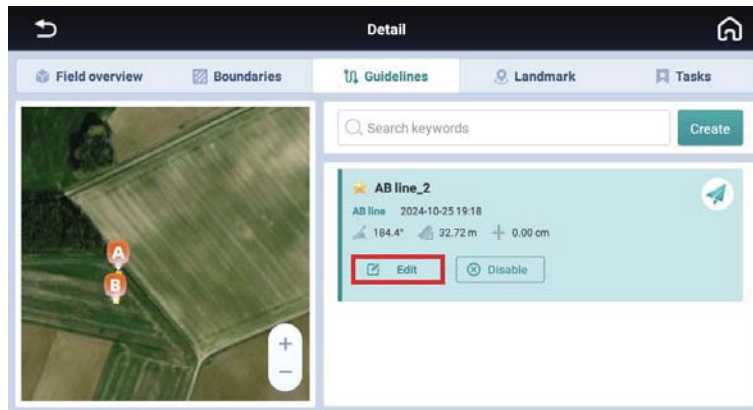 Detail
Field overview
Boundaries
Guidelines
Landmark
Tasks
Search keywords
Create
AB line_2
AB line 2024-10-25 19:18
184.4° 32.72 m 0.00 cm
Edit
Disable
A
B
+
−